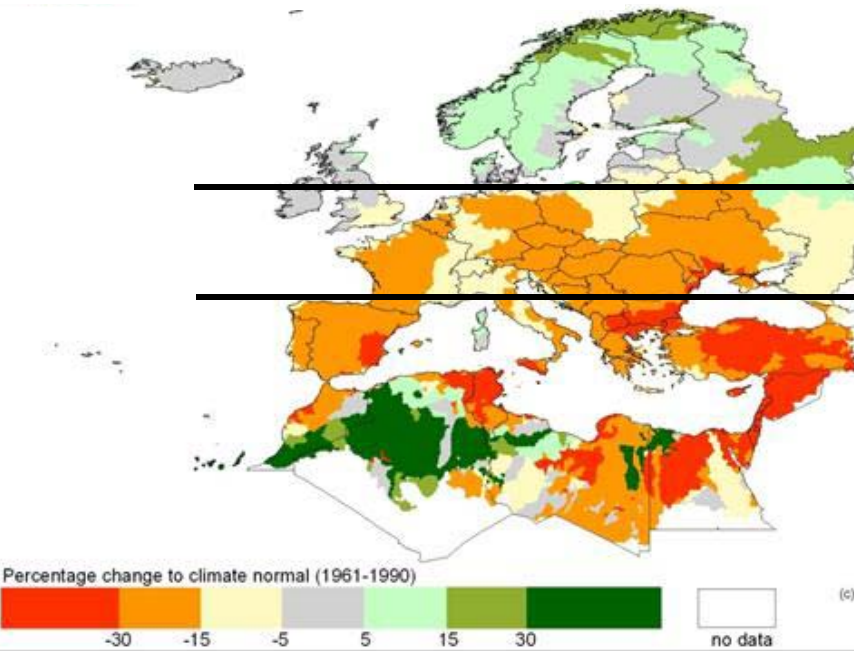 Percentage change to climate normal (1961-1990)
-30 -15 -5 5 15 30 no data
(c)